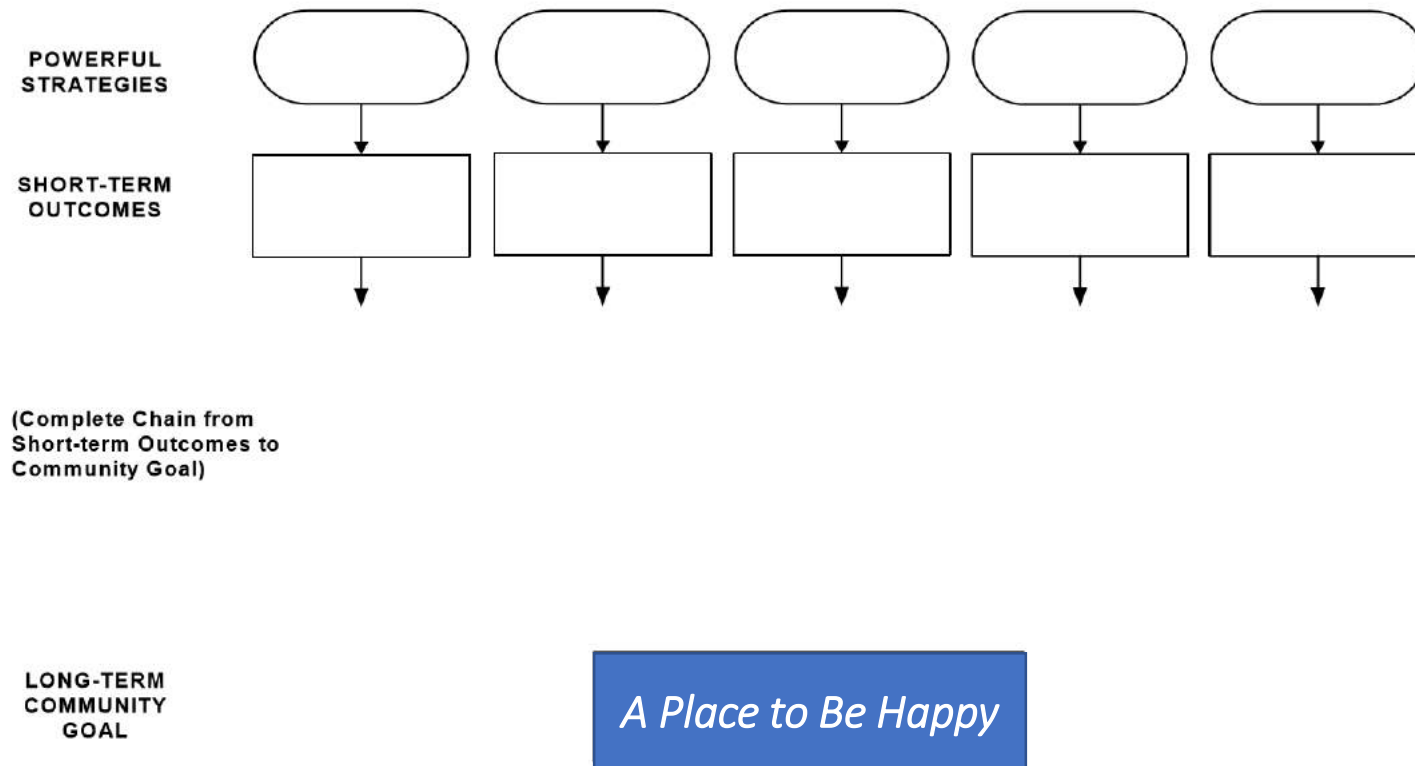 POWERFUL
STRATEGIES
SHORT-TERM
OUTCOMES
(Complete Chain from
Short-term Outcomes to
Community Goal)
LONG-TERM
COMMUNITY
GOAL
A Place to Be Happy